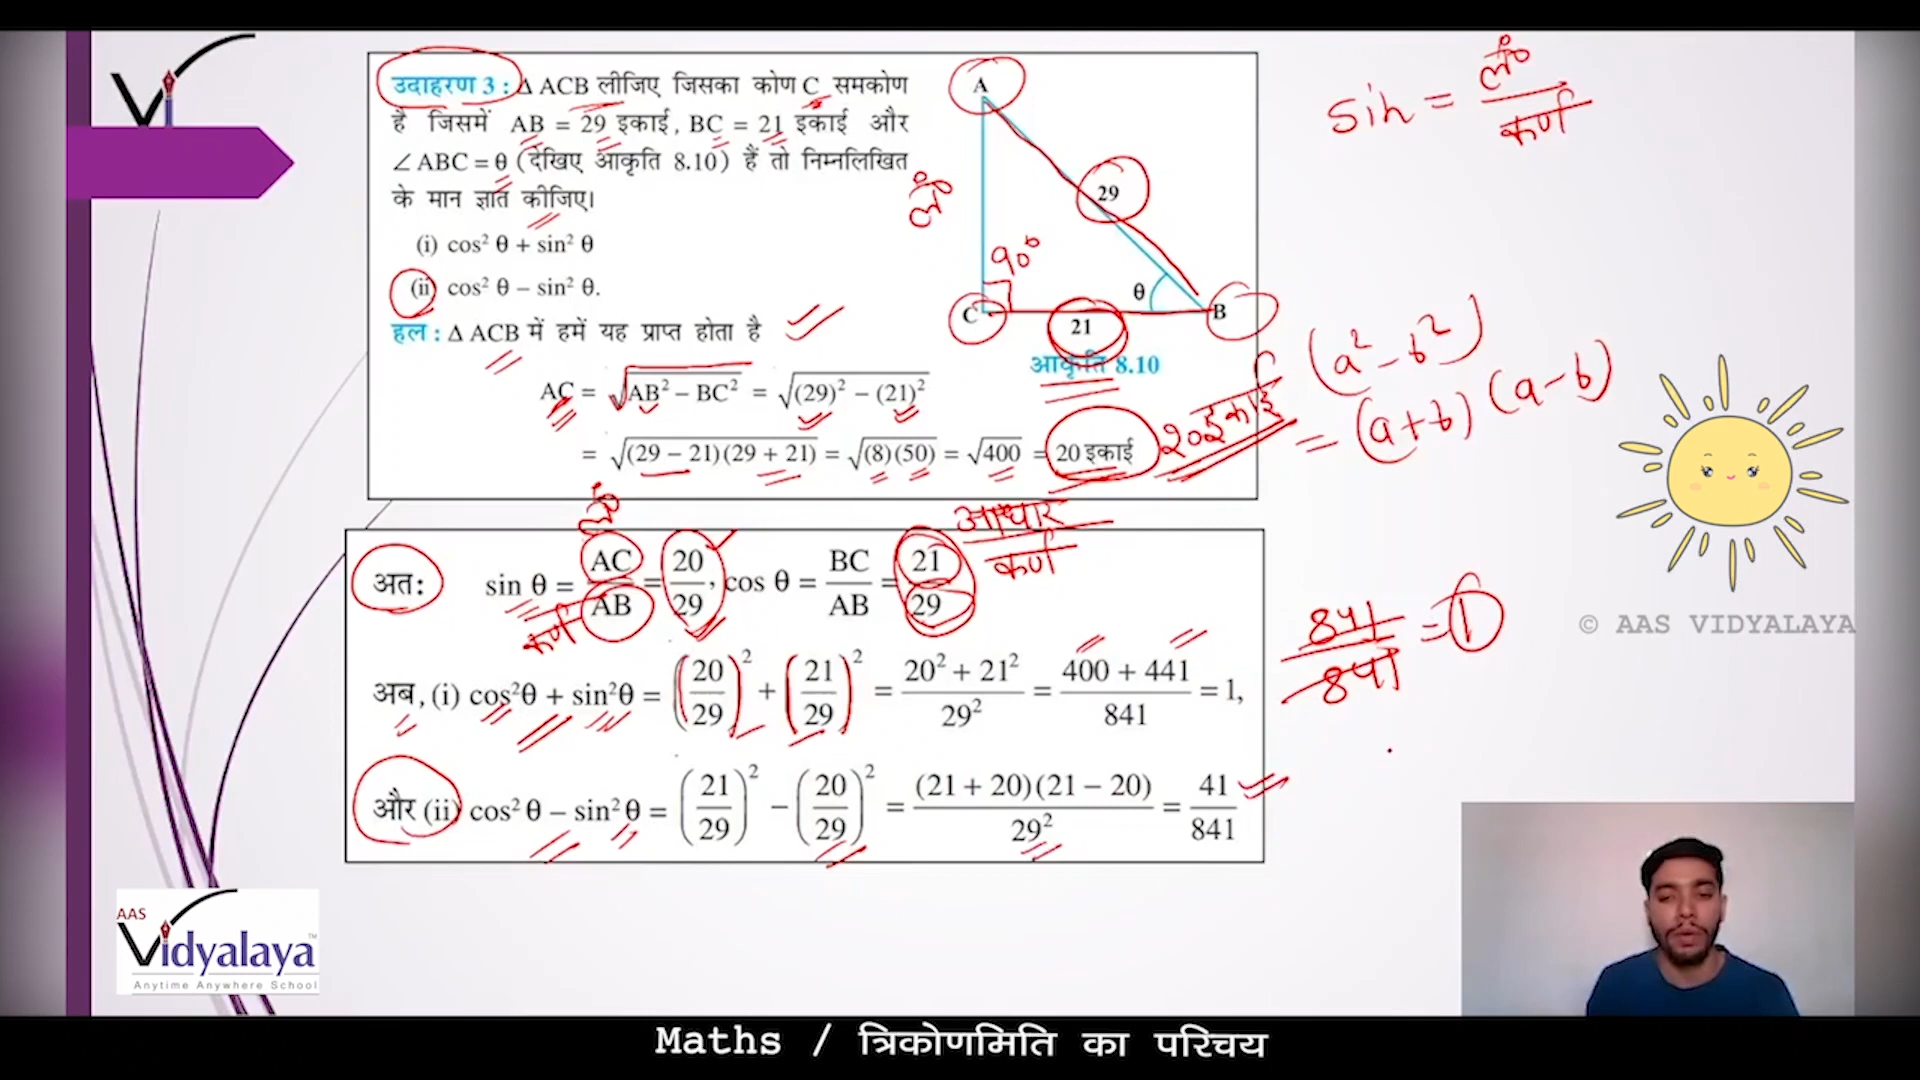 उदाहरण 3 : Δ ACB लीजिए जिसका कोण C समकोण
है जिसमें AB = 29 इकाई, BC = 21 इकाई और
∠ABC = θ (देखिए आकृति 8.10) हैं तो निम्नलिखित
के मान ज्ञात कीजिए।
(i) cos² θ + sin² θ
(ii) cos² θ – sin² θ.
हल : Δ ACB में हमें यह प्राप्त होता है
AC = √(AB² – BC²) = √((29)² – (21)²)
= √((29 – 21)(29 + 21)) = √((8)(50)) = √400 = 20 इकाई
A
29
लं॰
90°
θ
C
B
21
आकृति 8.10
sin = लं॰/कर्ण
(a² – b²)
= (a+b) (a–b)
20 इकाई
लं॰
आधार/कर्ण
अतः sin θ = AC/AB = 20/29, cos θ = BC/AB = 21/29
कर्ण
अब, (i) cos²θ + sin²θ = (20/29)² + (21/29)² = (20² + 21²)/29² = (400 + 441)/841 = 1,
841/841 = 1
और (ii) cos² θ – sin² θ = (21/29)² – (20/29)² = (21 + 20)(21 – 20)/29² = 41/841
© AAS VIDYALAYA
AAS
Vidyalaya™
Anytime Anywhere School
Maths / त्रिकोणमिति का परिचय